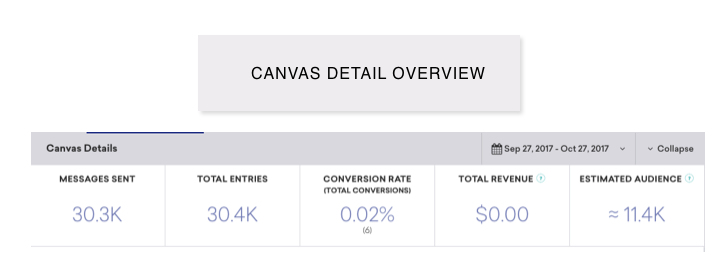 CANVAS DETAIL OVERVIEW
Canvas Details
Sep 27, 2017 - Oct 27, 2017
Collapse
MESSAGES SENT
30.3K
TOTAL ENTRIES
30.4K
CONVERSION RATE
(TOTAL CONVERSIONS)
0.02%
(6)
TOTAL REVENUE ?
$0.00
ESTIMATED AUDIENCE ?
≈ 11.4K